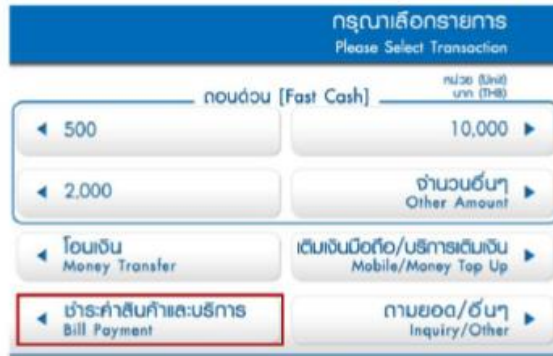 กรุณาเลือกรายการ
Please Select Transaction
หน่วย (Unit)
บาท (THB)
ถอนด่วน [Fast Cash]
500
10,000
2,000
จำนวนอื่นๆ
Other Amount
โอนเงิน
Money Transfer
เติมเงินมือถือ/บริการเติมเงิน
Mobile/Money Top Up
ชำระค่าสินค้าและบริการ
Bill Payment
ถามยอด/อื่นๆ
Inquiry/Other